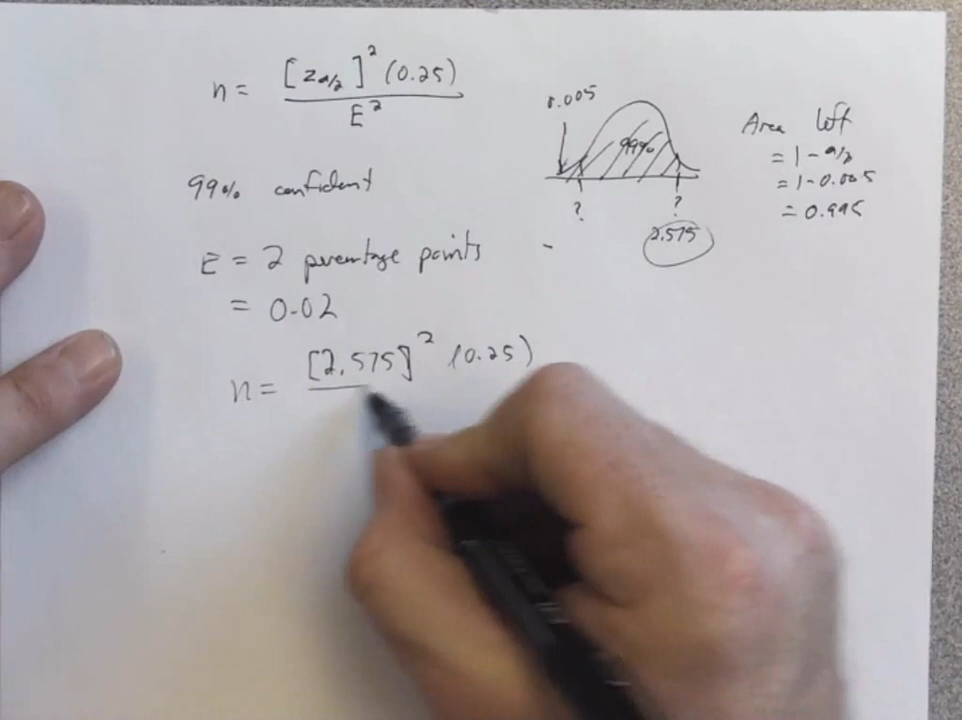 n = [z α/2]² (0.25)
E²
99% confident
E = 2 percentage points
= 0.02
n = [2.575]² (0.25)
0.005
99%
? ?
- 2.575
Area left
= 1 - α/2
= 1 - 0.005
= 0.995